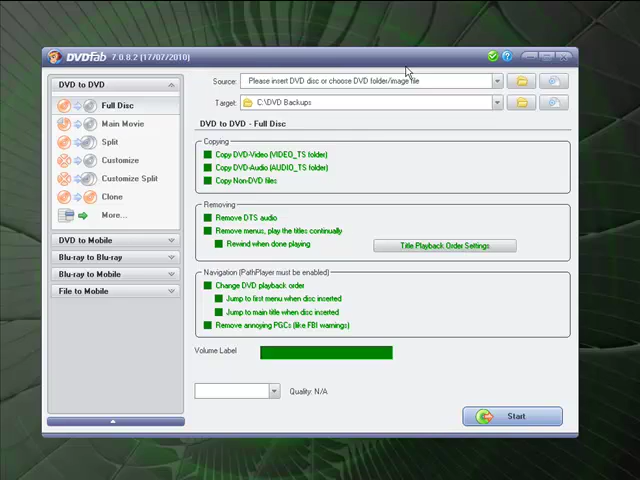 DVDfab 7.0.8.2 (17/07/2010)
DVD to DVD
Full Disc
Main Movie
Split
Customize
Customize Split
Clone
More...
DVD to Mobile
Blu-ray to Blu-ray
Blu-ray to Mobile
File to Mobile
Source: Please insert DVD disc or choose DVD folder/image file
Target: C:\DVD Backups
DVD to DVD - Full Disc
Copying
Copy DVD-Video (VIDEO_TS folder)
Copy DVD-Audio (AUDIO_TS folder)
Copy Non-DVD files
Removing
Remove DTS audio
Remove menus, play the titles continually
Rewind when done playing
Title Playback Order Settings
Navigation (PathPlayer must be enabled)
Change DVD playback order
Jump to first menu when disc inserted
Jump to main title when disc inserted
Remove annoying PGCs (like FBI warnings)
Volume Label
Quality: N/A
Start